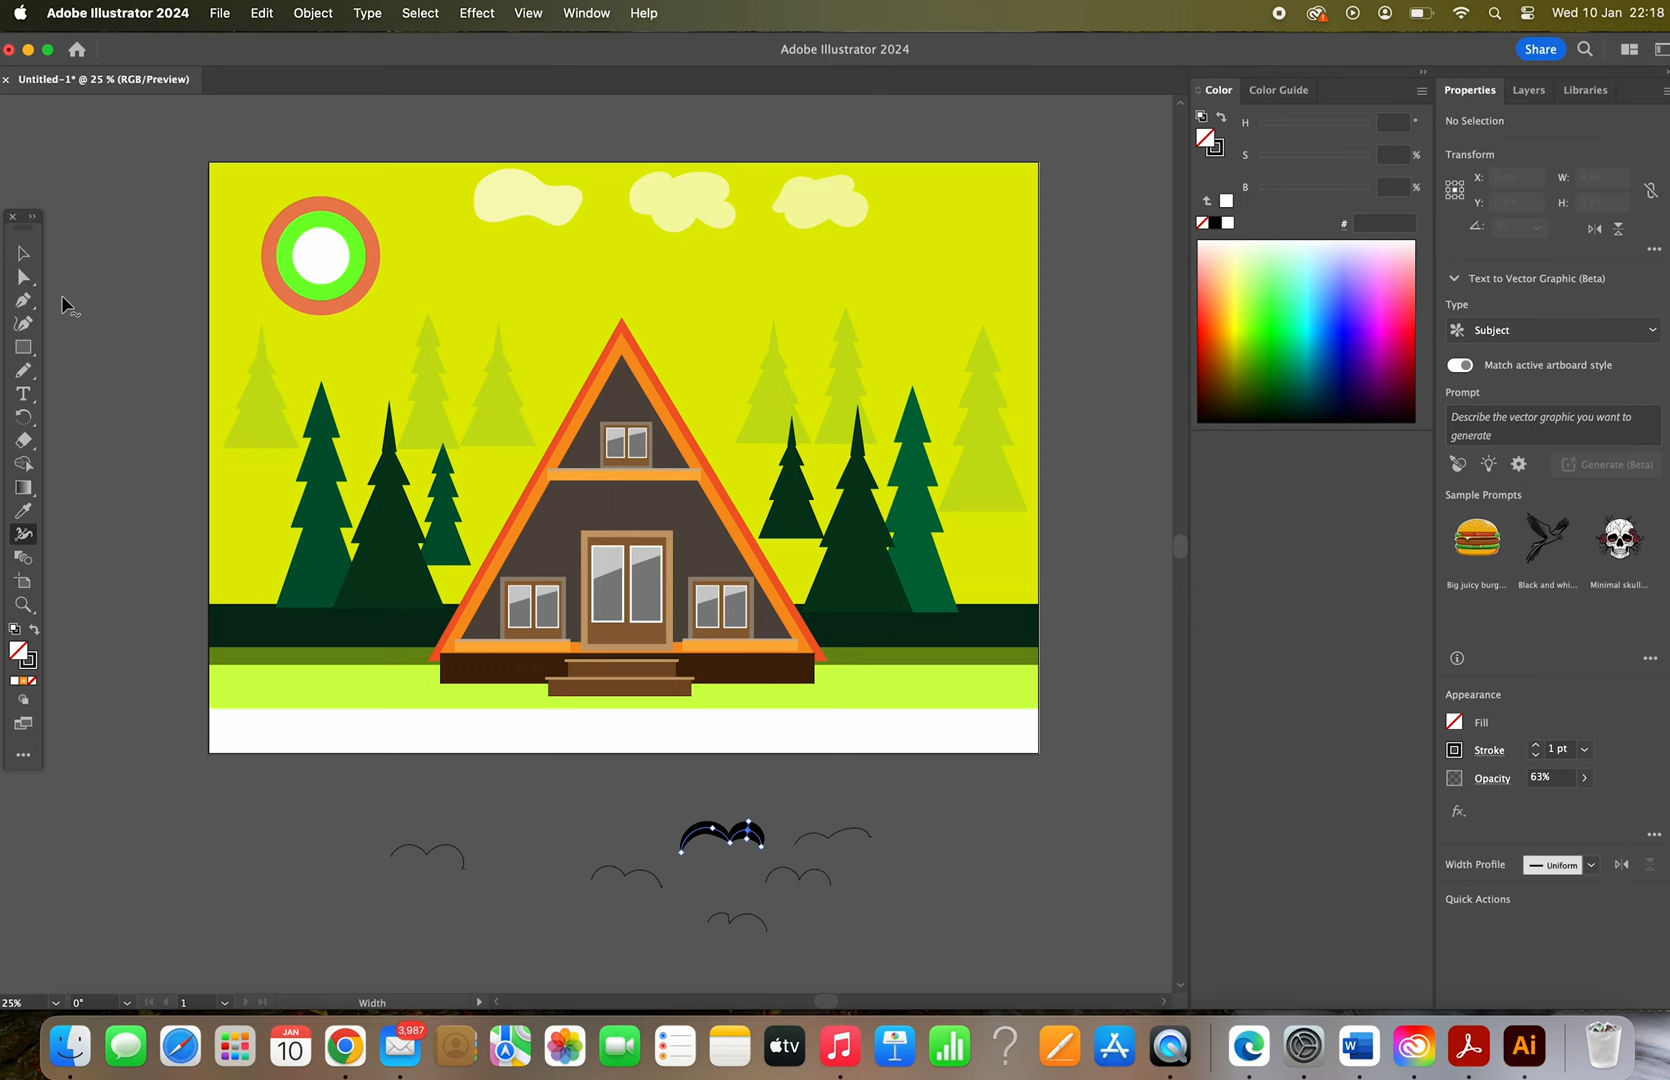 Adobe Illustrator 2024 File Edit Object Type Select Effect View Window Help Wed 10 Jan 22:18
Adobe Illustrator 2024 Share
× Untitled-1* @ 25 % (RGB/Preview)
Color Color Guide Properties Layers Libraries
H °
No Selection
S %
Transform
X: W:
B %
Y: H:
#
Text to Vector Graphic (Beta)
Type
Subject
Match active artboard style
Prompt
Describe the vector graphic you want to
generate
Generate (Beta)
Sample Prompts
Big juicy burg... Black and whi... Minimal skull...
Appearance
Fill
Stroke 1 pt
Opacity 63%
fx.
Width Profile Uniform
Quick Actions
25% 0° 1 Width
JAN
10
3,987
tv
W
Ai